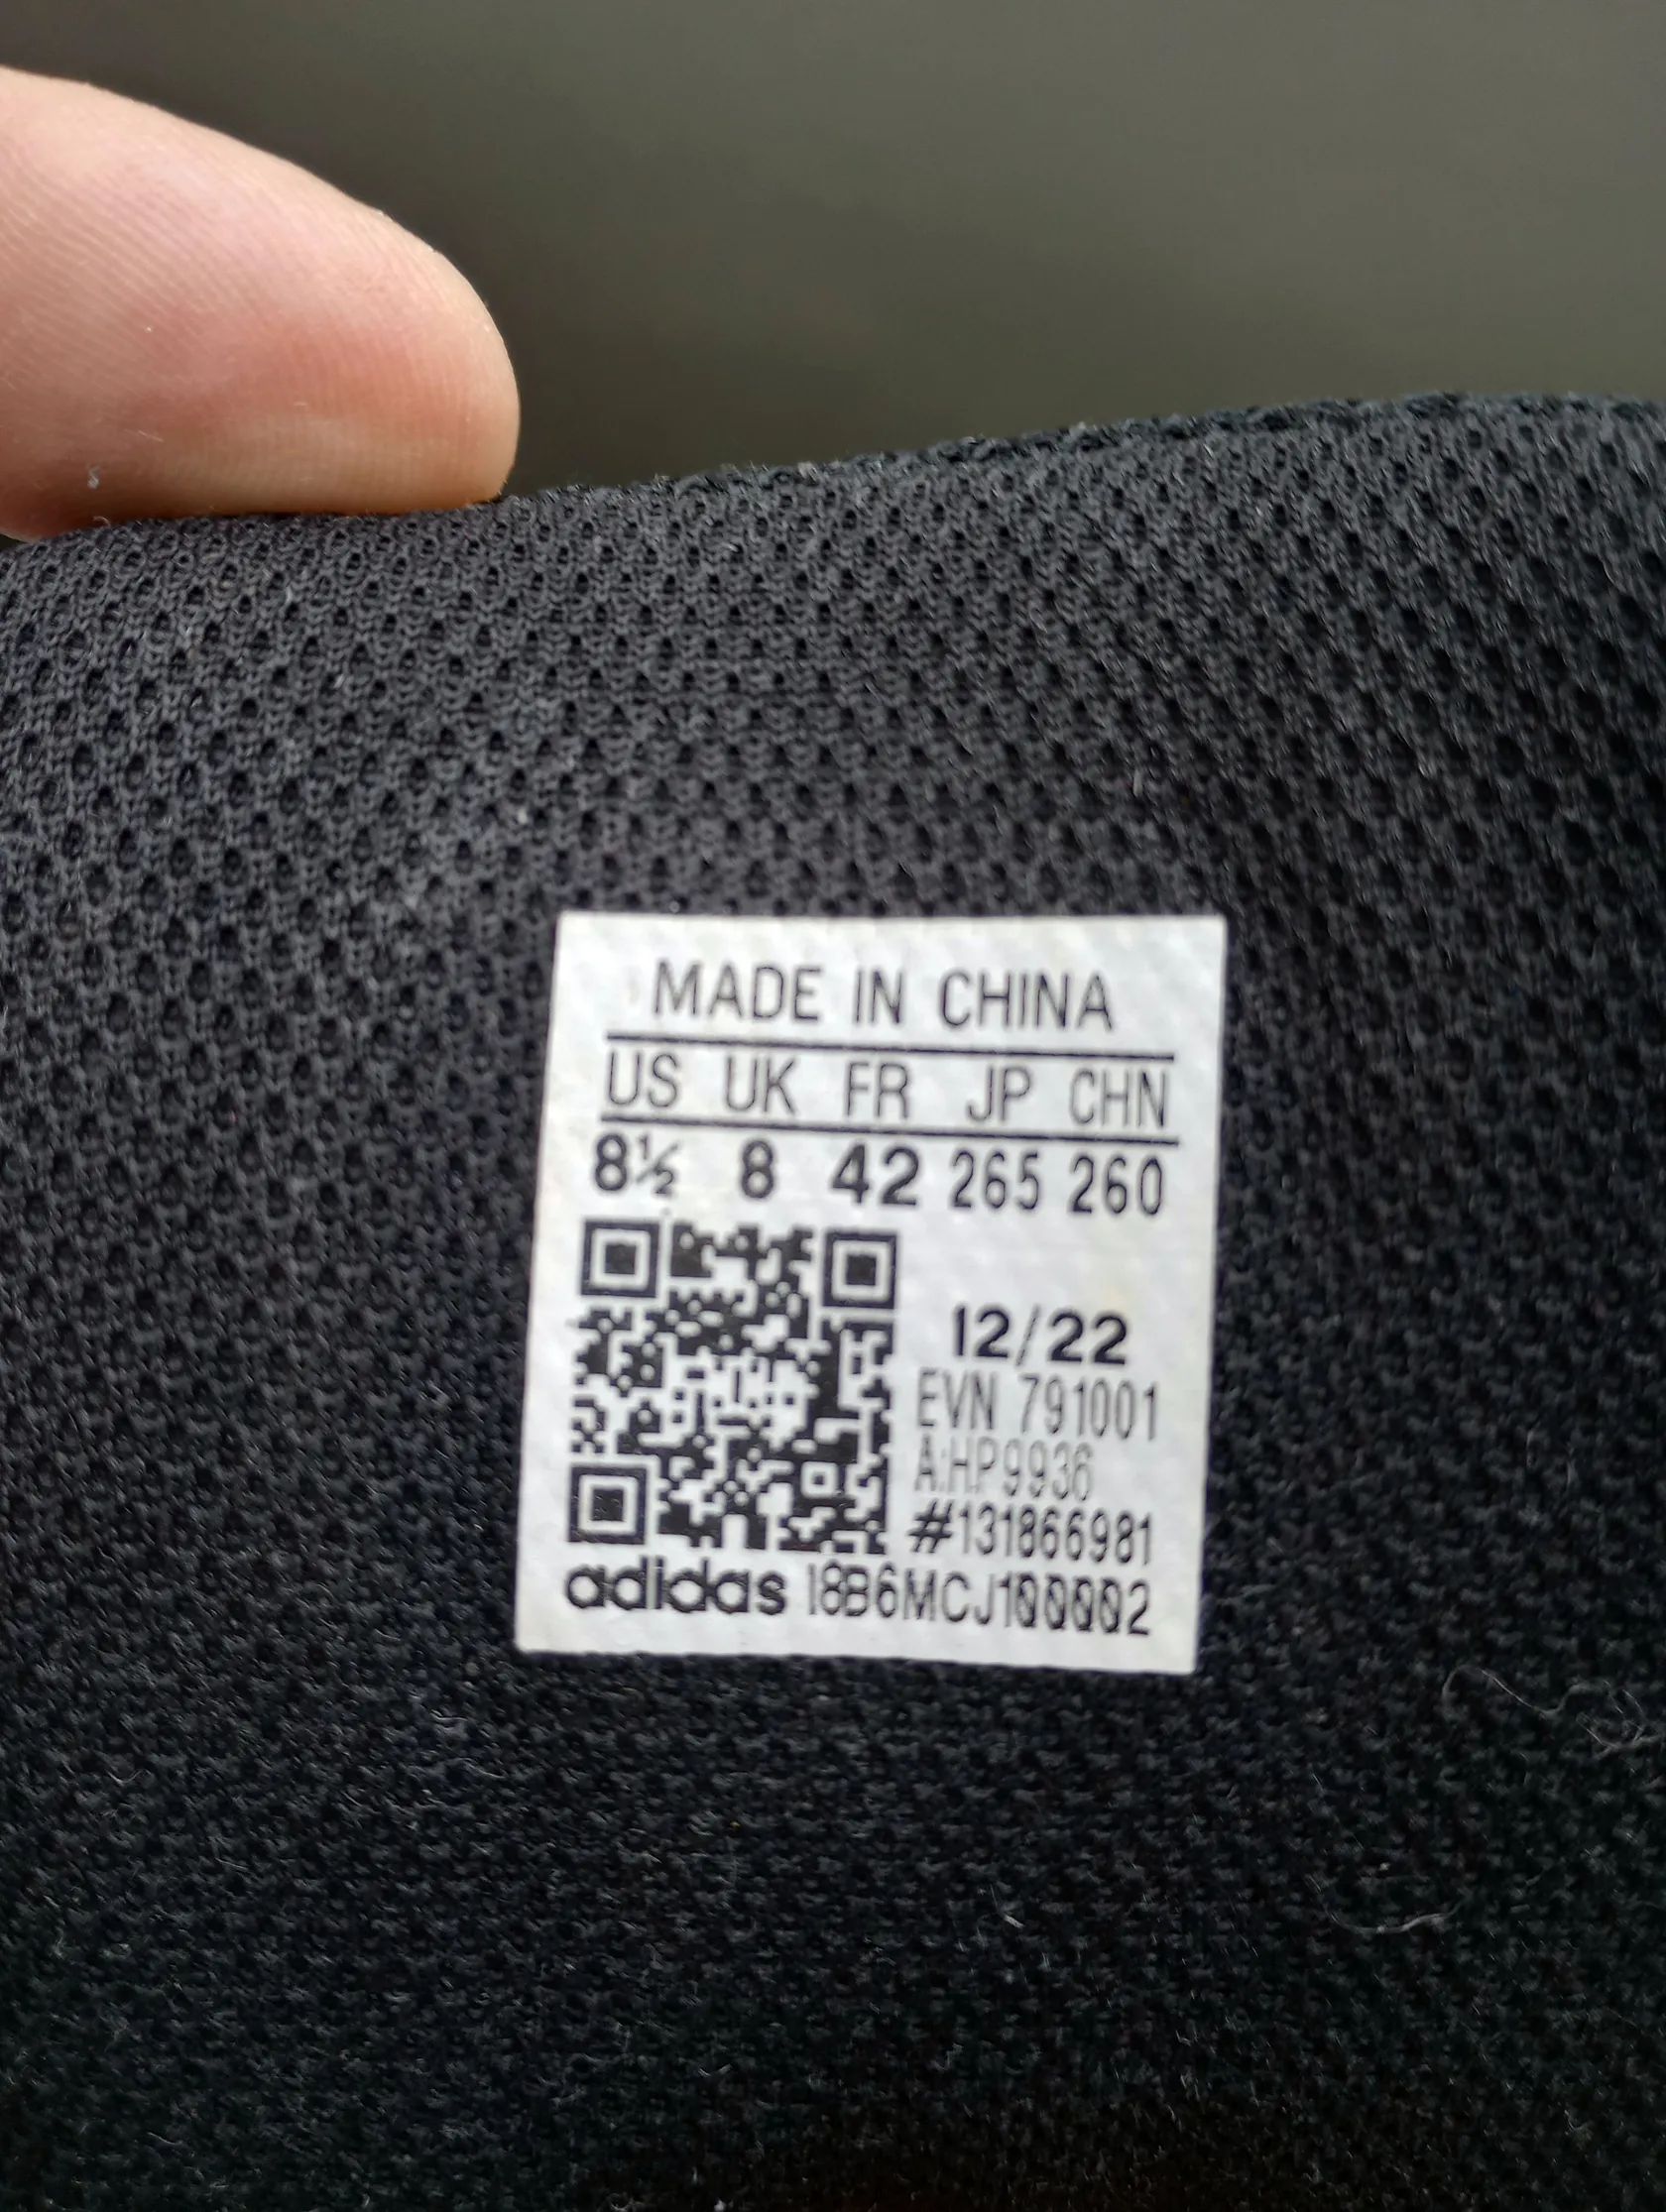 MADE IN CHINA
US UK FR JP CHN
8½ 8 42 265 260
12/22
EVN 791001
A:HP9936
#131866981
adidas 18B6MCJ100002